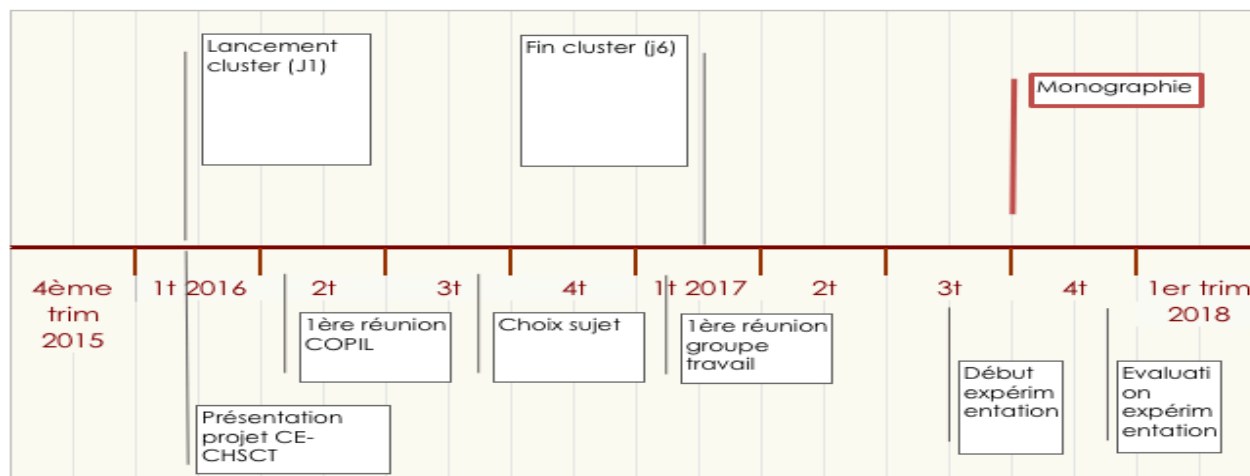 Lancement
cluster (J1)
Fin cluster (j6)
Monographie
4ème
trim
2015
1t 2016
2t
3t
4t
1t 2017
2t
3t
4t
1er trim
2018
1ère réunion
COPIL
Choix sujet
1ère réunion
groupe
travail
Début
expérim
entation
Evaluati
on
expérim
entation
Présentation
projet CE-
CHSCT